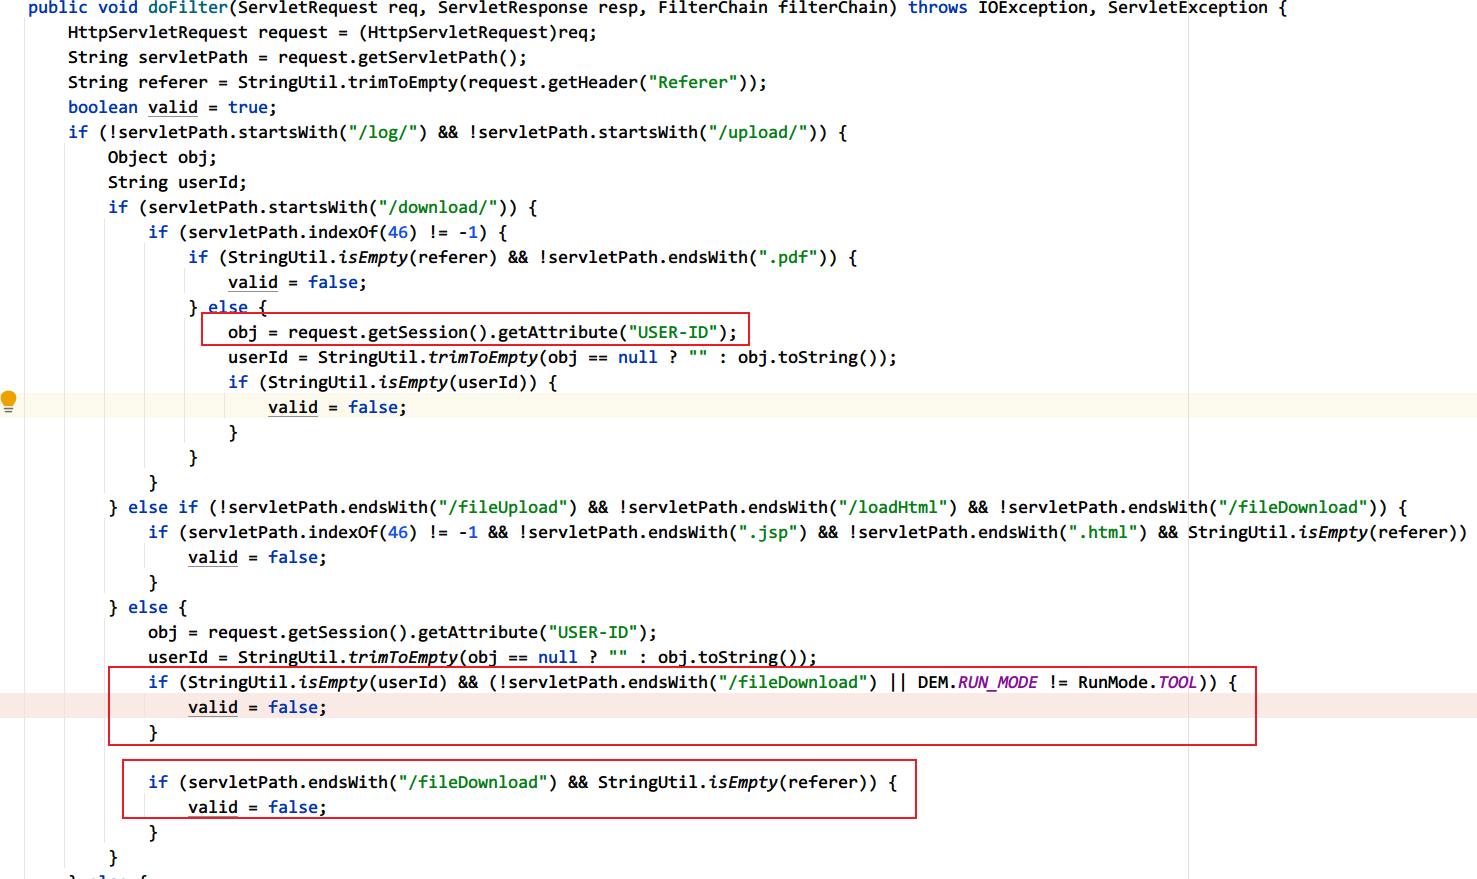 public void doFilter(ServletRequest req, ServletResponse resp, FilterChain filterChain) throws IOException, ServletException {
HttpServletRequest request = (HttpServletRequest)req;
String servletPath = request.getServletPath();
String referer = StringUtil.trimToEmpty(request.getHeader("Referer"));
boolean valid = true;
if (!servletPath.startsWith("/log/") && !servletPath.startsWith("/upload/")) {
Object obj;
String userId;
if (servletPath.startsWith("/download/")) {
if (servletPath.indexOf(46) != -1) {
if (StringUtil.isEmpty(referer) && !servletPath.endsWith(".pdf")) {
valid = false;
} else {
obj = request.getSession().getAttribute("USER-ID");
userId = StringUtil.trimToEmpty(obj == null ? "" : obj.toString());
if (StringUtil.isEmpty(userId)) {
valid = false;
}
}
}
} else if (!servletPath.endsWith("/fileUpload") && !servletPath.endsWith("/loadHtml") && !servletPath.endsWith("/fileDownload")) {
if (servletPath.indexOf(46) != -1 && !servletPath.endsWith(".jsp") && !servletPath.endsWith(".html") && StringUtil.isEmpty(referer))
valid = false;
}
} else {
obj = request.getSession().getAttribute("USER-ID");
userId = StringUtil.trimToEmpty(obj == null ? "" : obj.toString());
if (StringUtil.isEmpty(userId) && (!servletPath.endsWith("/fileDownload") || DEM.RUN_MODE != RunMode.TOOL)) {
valid = false;
}
if (servletPath.endsWith("/fileDownload") && StringUtil.isEmpty(referer)) {
valid = false;
}
}